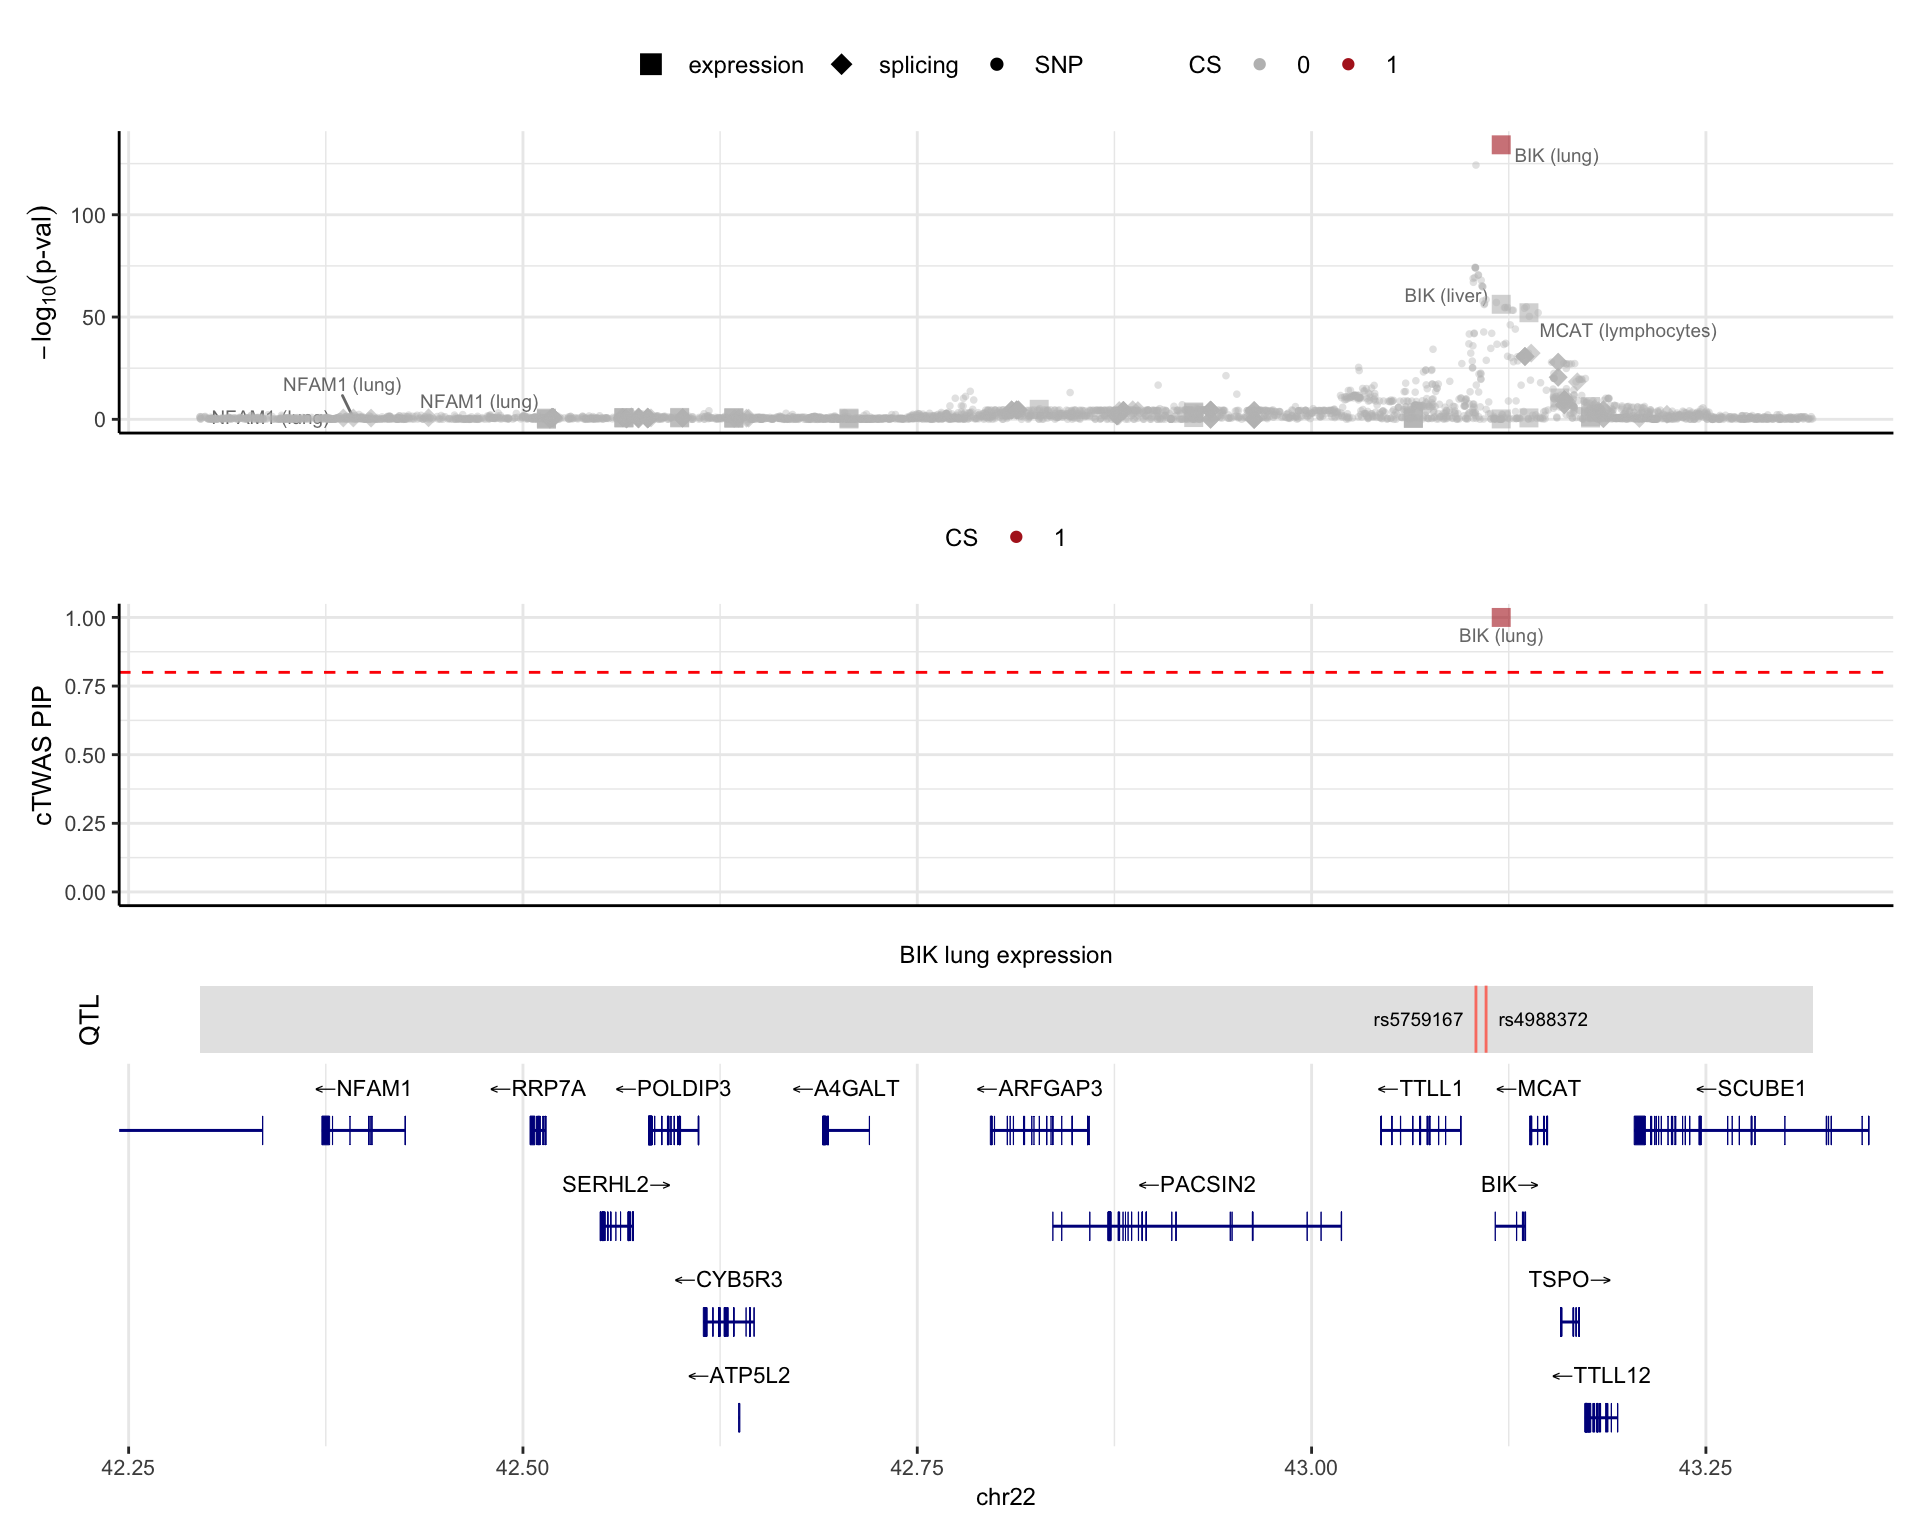 expression splicing SNP CS 0 1
−log10(p-val)
100
50
0
BIK (lung)
BIK (liver)
MCAT (lymphocytes)
NFAM1 (lung)
NFAM1 (lung)
NFAM1 (lung)
CS 1
cTWAS PIP
1.00
0.75
0.50
0.25
0.00
BIK (lung)
BIK lung expression
QTL
rs5759167 rs4988372
←NFAM1 ←RRP7A ←POLDIP3 ←A4GALT ←ARFGAP3 ←TTLL1 ←MCAT ←SCUBE1
SERHL2→ ←PACSIN2 BIK→
←CYB5R3 TSPO→
←ATP5L2 ←TTLL12
42.25 42.50 42.75 43.00 43.25
chr22